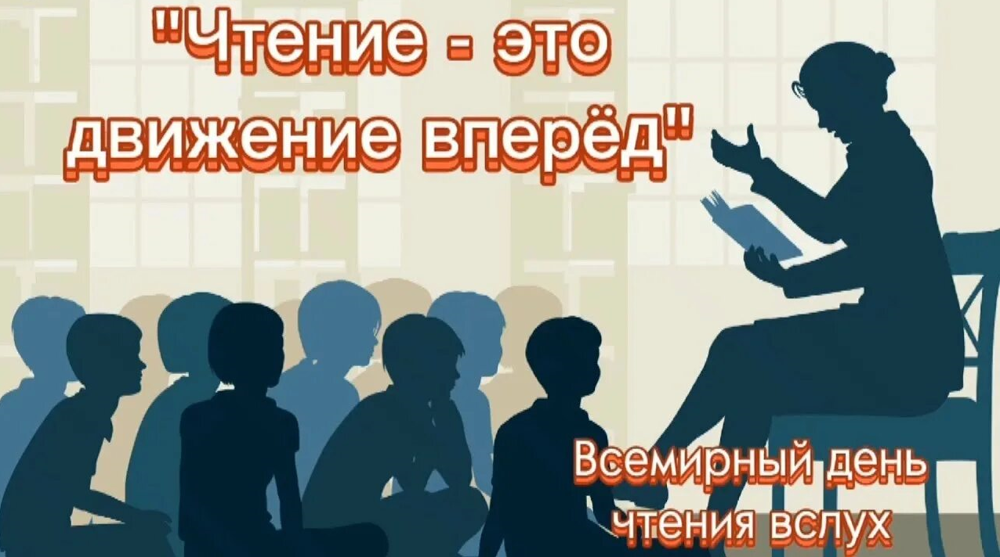 "Чтение - это
движение вперёд"
Всемирный день
чтения вслух